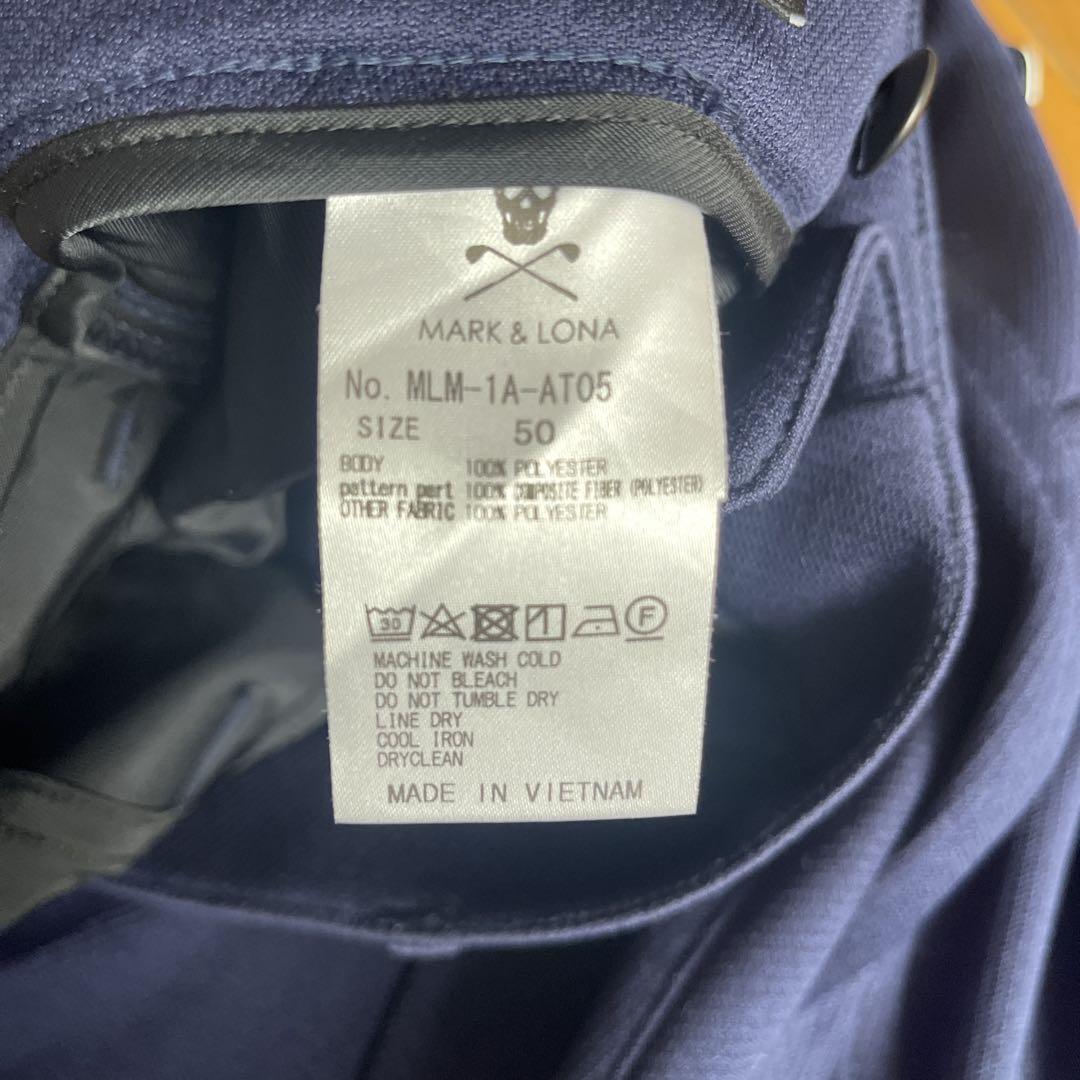 MARK & LONA
No. MLM-1A-AT05
SIZE 50
BODY 100% POLYESTER
pattern part 100% COMPOSITE FIBER (POLYESTER)
OTHER FABRIC 100% POLYESTER
30 1 F
MACHINE WASH COLD
DO NOT BLEACH
DO NOT TUMBLE DRY
LINE DRY
COOL IRON
DRYCLEAN
MADE IN VIETNAM